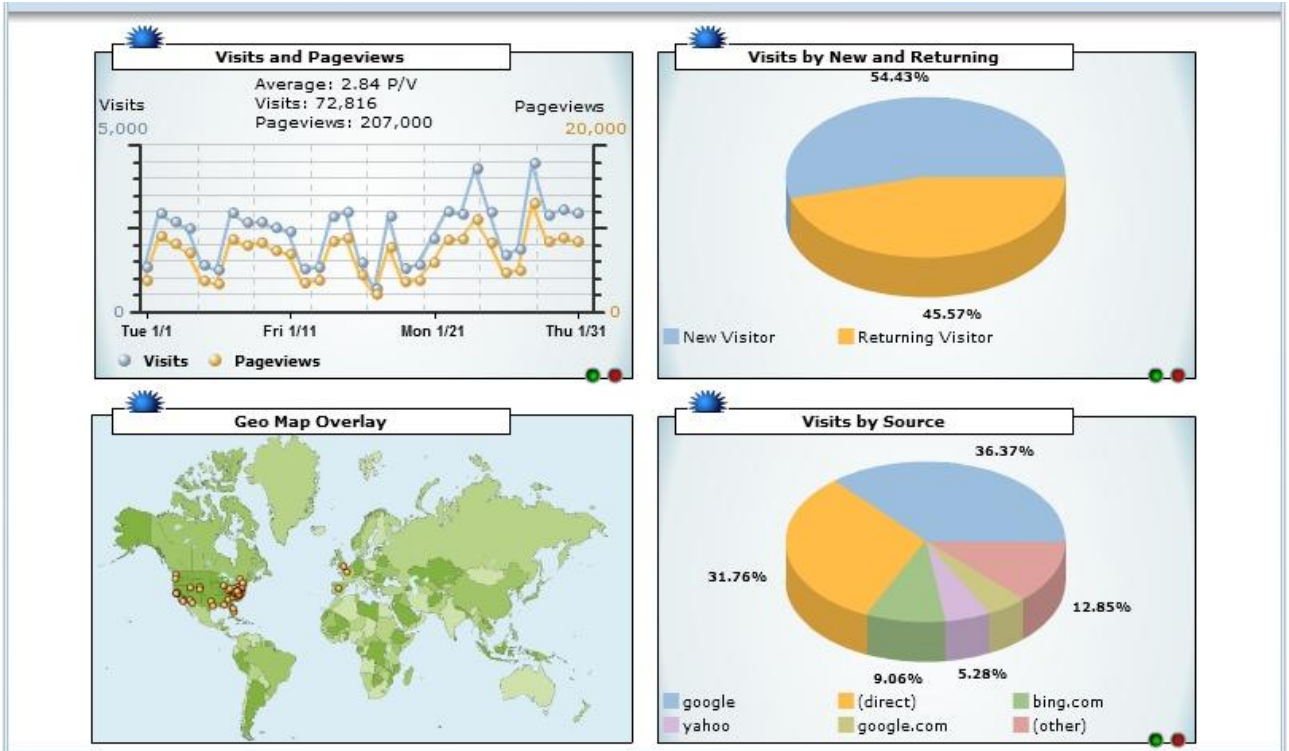 Visits and Pageviews
Average: 2.84 P/V
Visits: 72,816
Pageviews: 207,000
Visits
5,000
Pageviews
20,000
0
0
Tue 1/1
Fri 1/11
Mon 1/21
Thu 1/31
Visits
Pageviews
Visits by New and Returning
54.43%
45.57%
New Visitor
Returning Visitor
Geo Map Overlay
Visits by Source
36.37%
31.76%
12.85%
9.06%
5.28%
google
(direct)
bing.com
yahoo
google.com
(other)